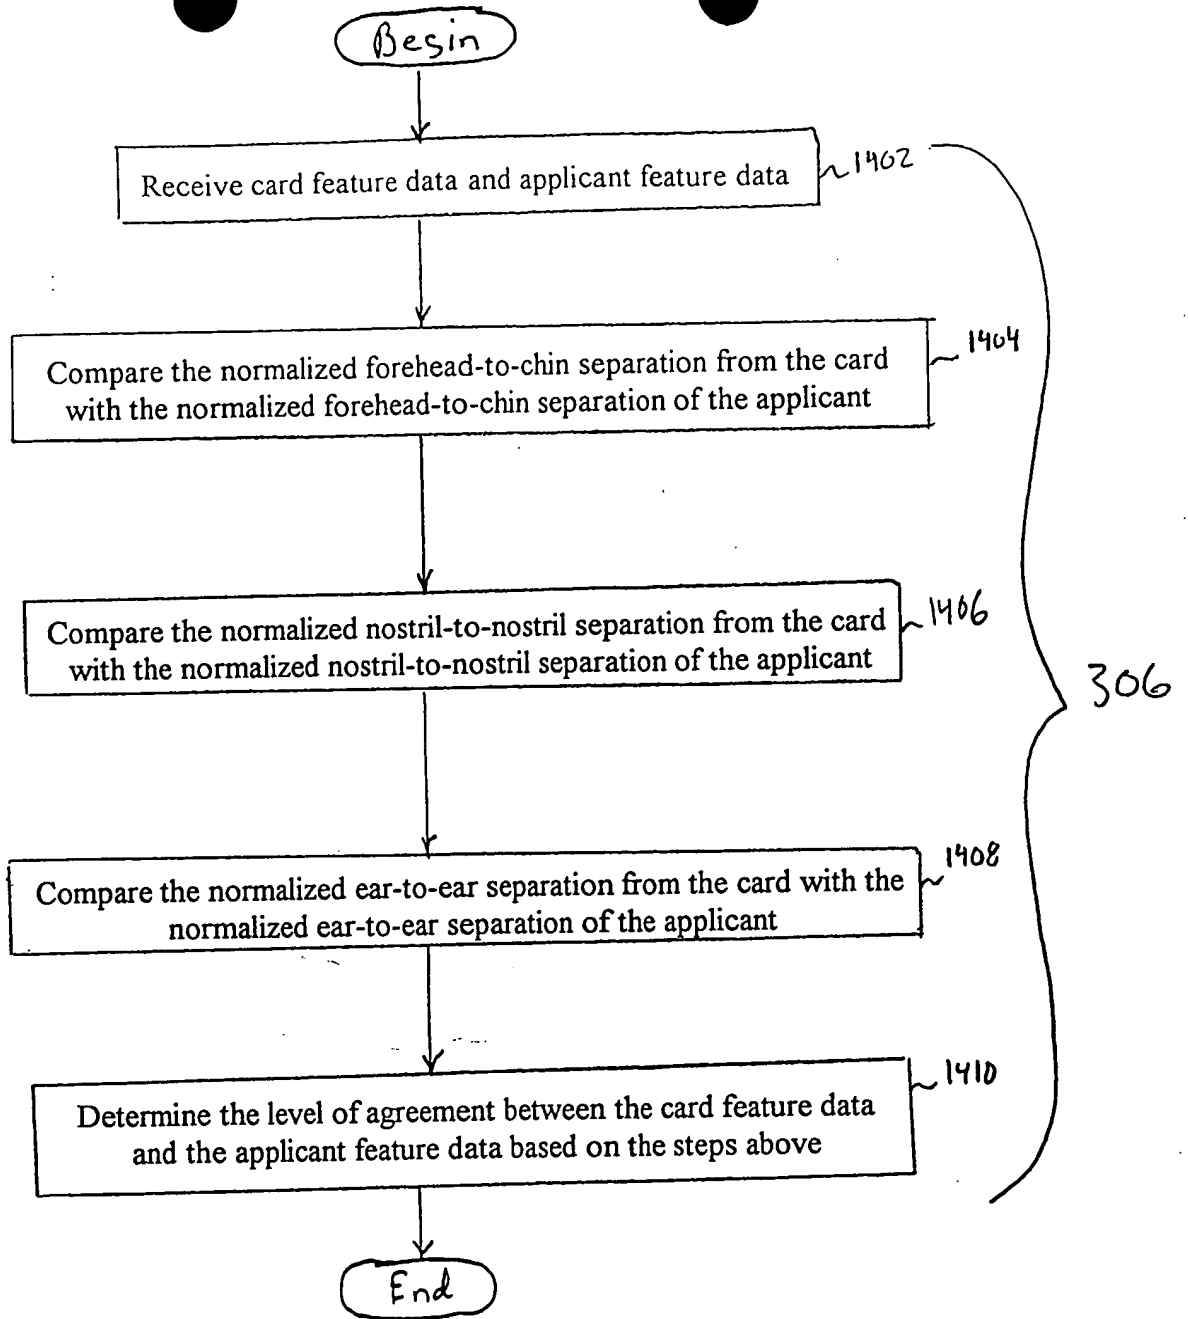 Begin
Receive card feature data and applicant feature data
1402
Compare the normalized forehead-to-chin separation from the card
with the normalized forehead-to-chin separation of the applicant
1404
Compare the normalized nostril-to-nostril separation from the card
with the normalized nostril-to-nostril separation of the applicant
1406
306
Compare the normalized ear-to-ear separation from the card with the
normalized ear-to-ear separation of the applicant
1408
Determine the level of agreement between the card feature data
and the applicant feature data based on the steps above
1410
End